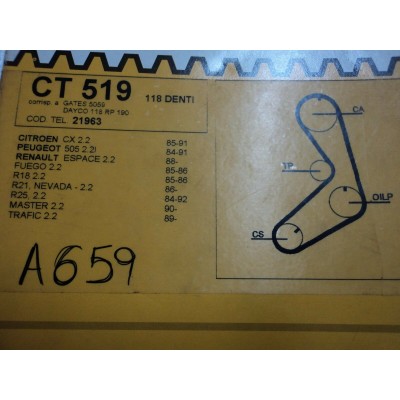 CT 519 118 DENTI
corrisp. a GATES 5069
DAYCO 118 RP 190
COD. TEL 21963
CITROEN CX 2.2 85-91
PEUGEOT 505 2.2I 84-91
RENAULT ESPACE 2.2 88-
FUEGO 2.2 85-86
R18 2.2 85-86
R21, NEVADA - 2.2 86-
R25, 2.2 84-92
MASTER 2.2 90-
TRAFIC 2.2 89-
CA
TP
OILP
CS
A659